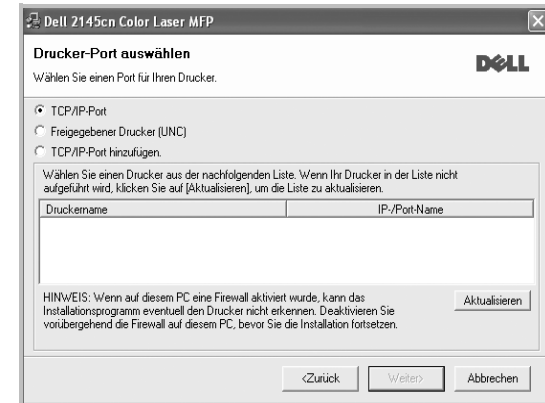 Dell 2145cn Color Laser MFP
Drucker-Port auswählen
Wählen Sie einen Port für Ihren Drucker.
DELL
TCP/IP-Port
Freigegebener Drucker (UNC)
TCP/IP-Port hinzufügen.
Wählen Sie einen Drucker aus der nachfolgenden Liste. Wenn Ihr Drucker in der Liste nicht
aufgeführt wird, klicken Sie auf [Aktualisieren], um die Liste zu aktualisieren.
Druckername IP-/Port-Name
HINWEIS: Wenn auf diesem PC eine Firewall aktiviert wurde, kann das
Installationsprogramm eventuell den Drucker nicht erkennen. Deaktivieren Sie
vorübergehend die Firewall auf diesem PC, bevor Sie die Installation fortsetzen.
Aktualisieren
<Zurück Weiter> Abbrechen